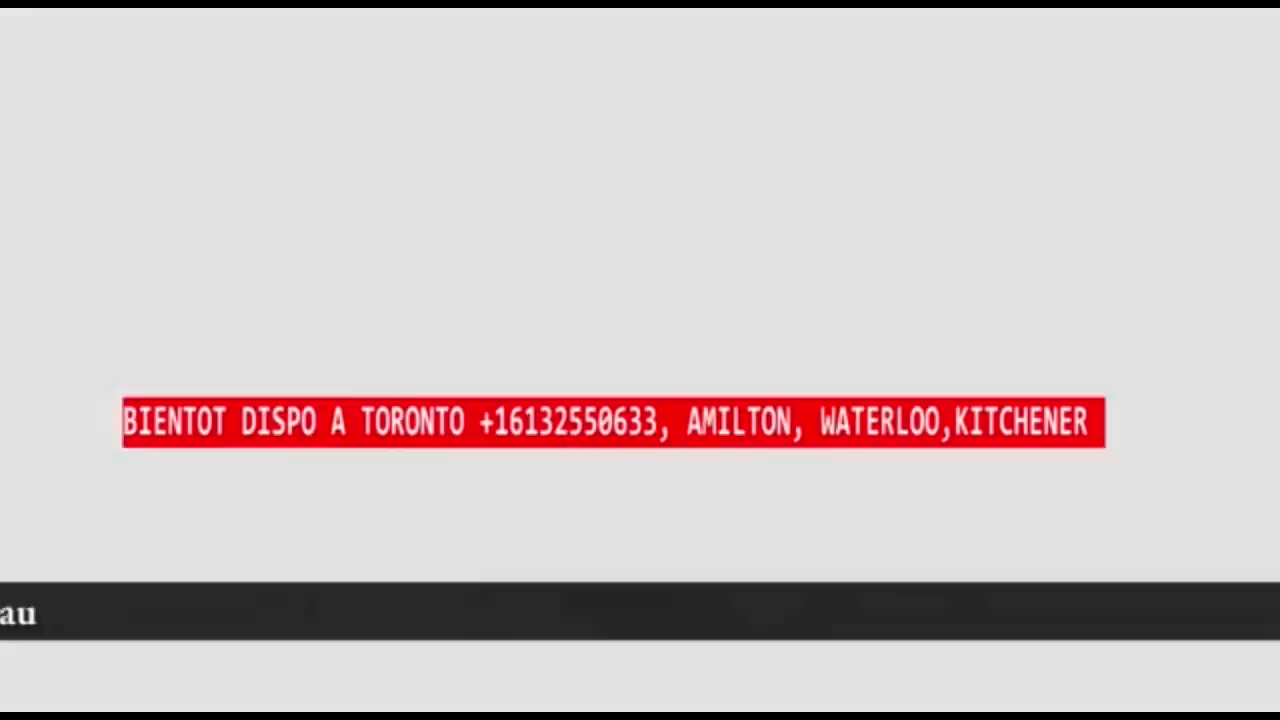 BIENTOT DISPO A TORONTO +16132550633, AMILTON, WATERLOO,KITCHENER
au